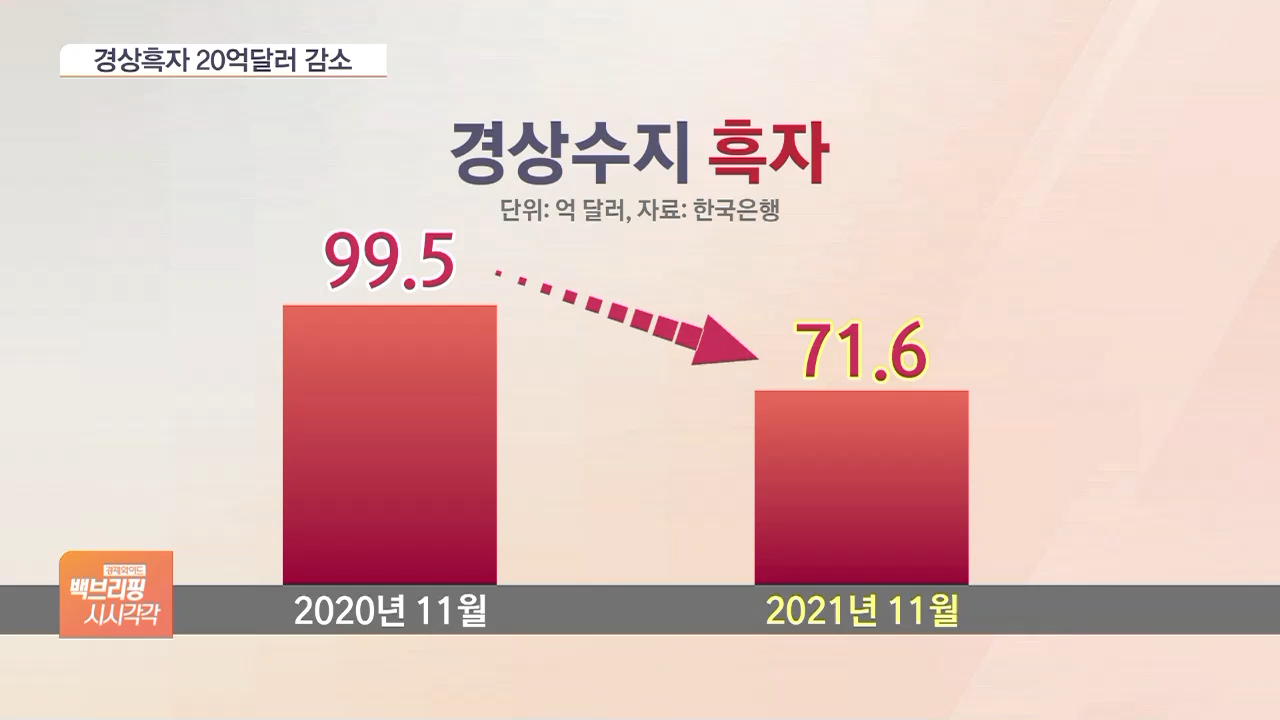 경상흑자 20억달러 감소
경상수지 흑자
단위: 억 달러, 자료: 한국은행
99.5
71.6
2020년 11월
2021년 11월
경제와이드
백브리핑
시시각각